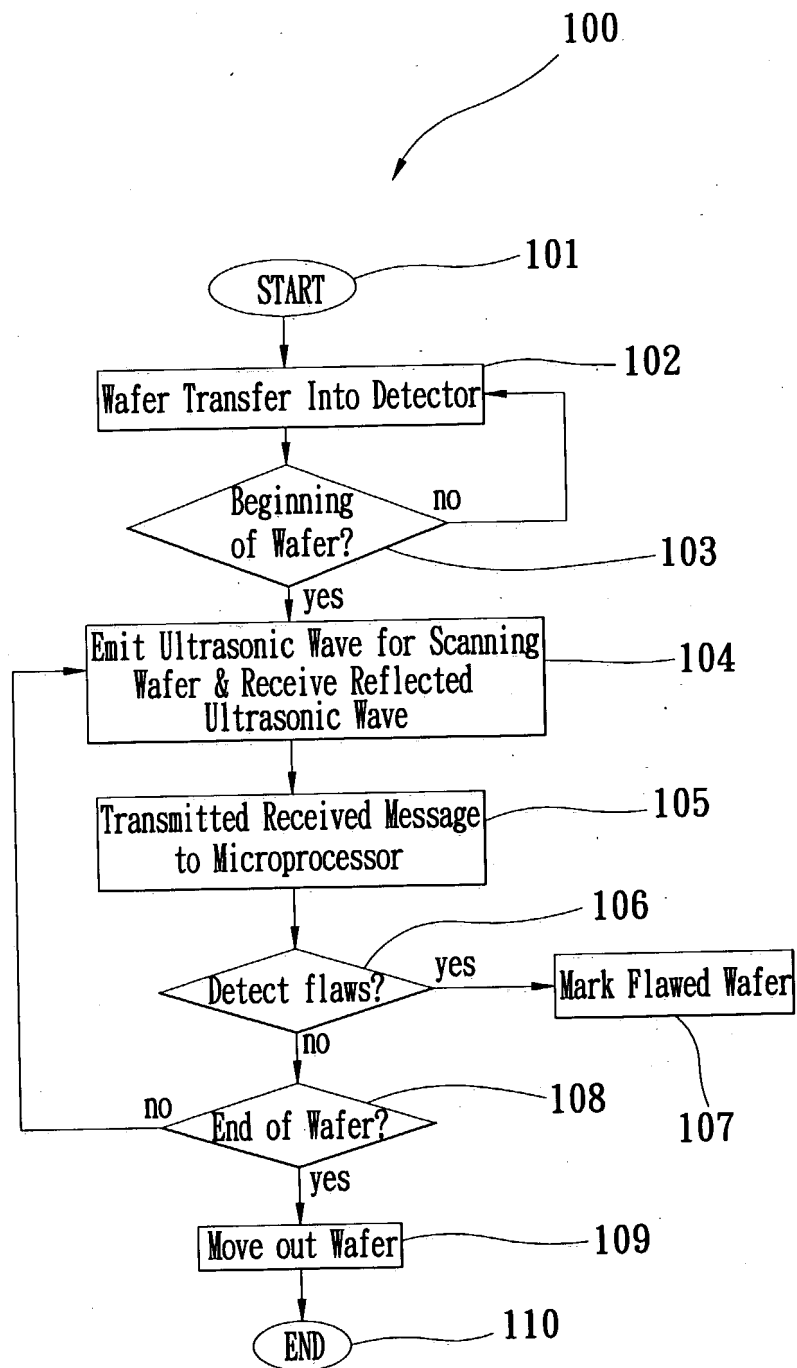 100
START
101
Wafer Transfer Into Detector
102
Beginning
of Wafer?
no
103
yes
Emit Ultrasonic Wave for Scanning
Wafer & Receive Reflected
Ultrasonic Wave
104
Transmitted Received Message
to Microprocessor
105
106
Detect flaws?
yes
Mark Flawed Wafer
107
no
108
no
End of Wafer?
yes
Move out Wafer
109
END
110